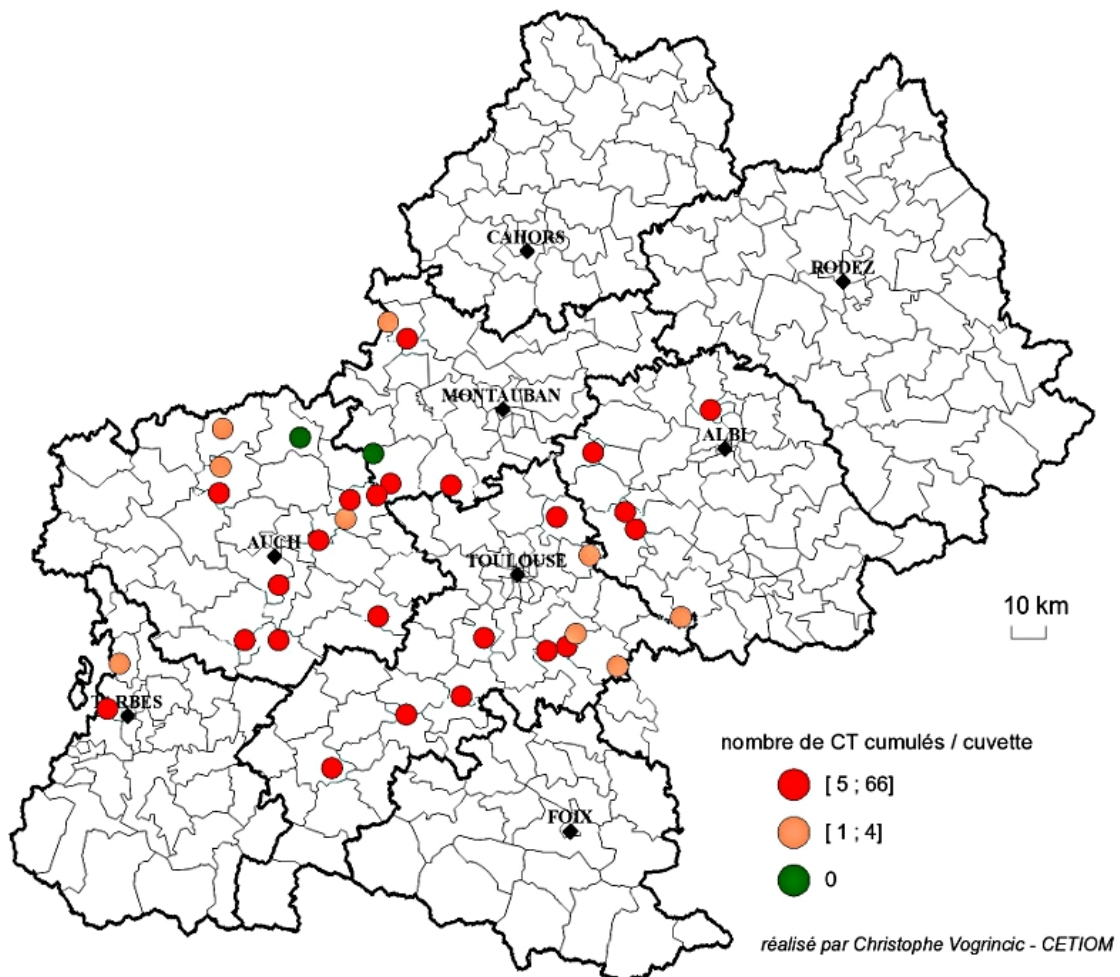 CAHORS
RODEZ
MONTAUBAN
ALBI
AUCH
TOULOUSE
10 km
TARBES
nombre de CT cumulés / cuvette
[ 5 ; 66]
[ 1 ; 4]
FOIX
0
réalisé par Christophe Vogrincic - CETIOM